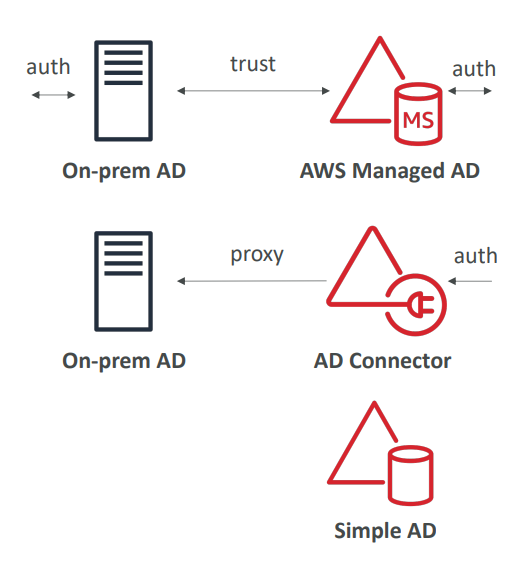 auth
trust
auth
MS
On-prem AD
AWS Managed AD
proxy
auth
On-prem AD
AD Connector
Simple AD